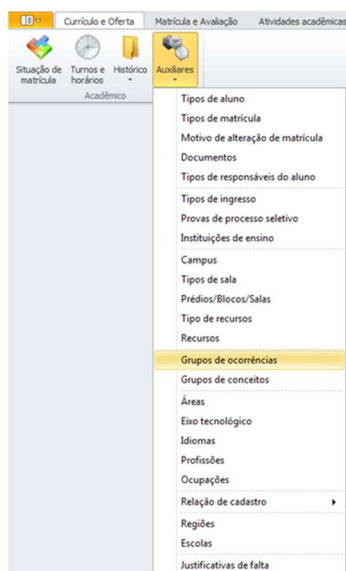 Currículo e Oferta
Matrícula e Avaliação
Atividades acadêmicas
Situação de matrícula
Turnos e horários
Histórico
Auxiliares
Acadêmico
Tipos de aluno
Tipos de matrícula
Motivo de alteração de matrícula
Documentos
Tipos de responsáveis do aluno
Tipos de ingresso
Provas de processo seletivo
Instituições de ensino
Campus
Tipos de sala
Prédios/Blocos/Salas
Tipo de recursos
Recursos
Grupos de ocorrências
Grupos de conceitos
Áreas
Eixo tecnológico
Idiomas
Profissões
Ocupações
Relação de cadastro
Regiões
Escolas
Justificativas de falta